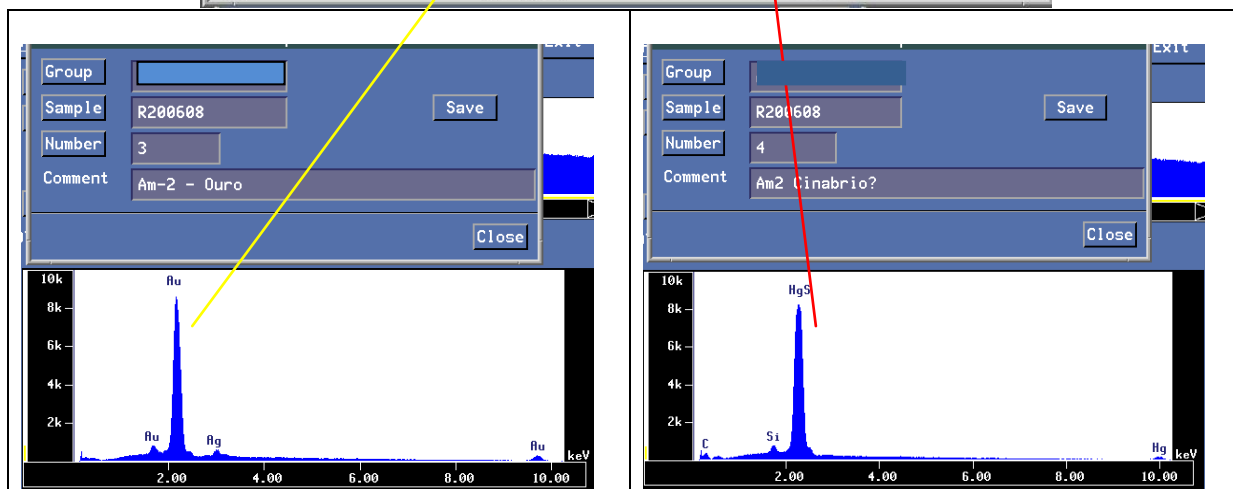 Exit
Group
Sample R200608 Save
Number 3
Comment Am-2 - Ouro
Close
10k
8k
6k
4k
2k
Au
Au
Ag
Au
keV
2.00 4.00 6.00 8.00 10.00
Exit
Group
Sample R200608 Save
Number 4
Comment Am2 Cinabrio?
Close
10k
8k
6k
4k
2k
HgS
C
Si
Hg
keV
2.00 4.00 6.00 8.00 10.00